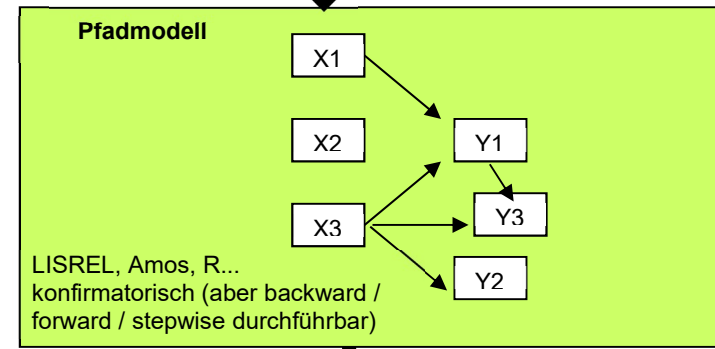 Pfadmodell
X1
X2
Y1
X3
Y3
Y2
LISREL, Amos, R...
konfirmatorisch (aber backward /
forward / stepwise durchführbar)